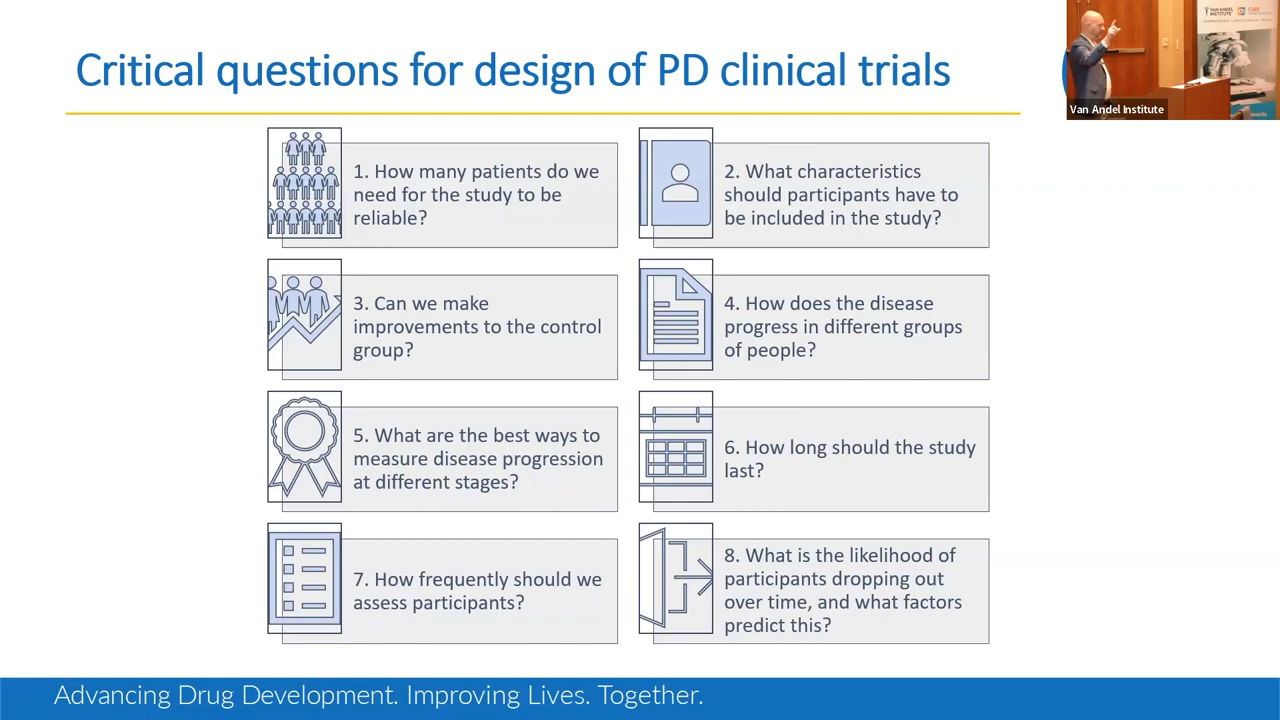 Critical questions for design of PD clinical trials
VAN ANDEL
INSTITUTE
CURE
Van Andel Institute
1. How many patients do we
need for the study to be
reliable?
2. What characteristics
should participants have to
be included in the study?
3. Can we make
improvements to the control
group?
4. How does the disease
progress in different groups
of people?
5. What are the best ways to
measure disease progression
at different stages?
6. How long should the study
last?
7. How frequently should we
assess participants?
8. What is the likelihood of
participants dropping out
over time, and what factors
predict this?
Advancing Drug Development. Improving Lives. Together.